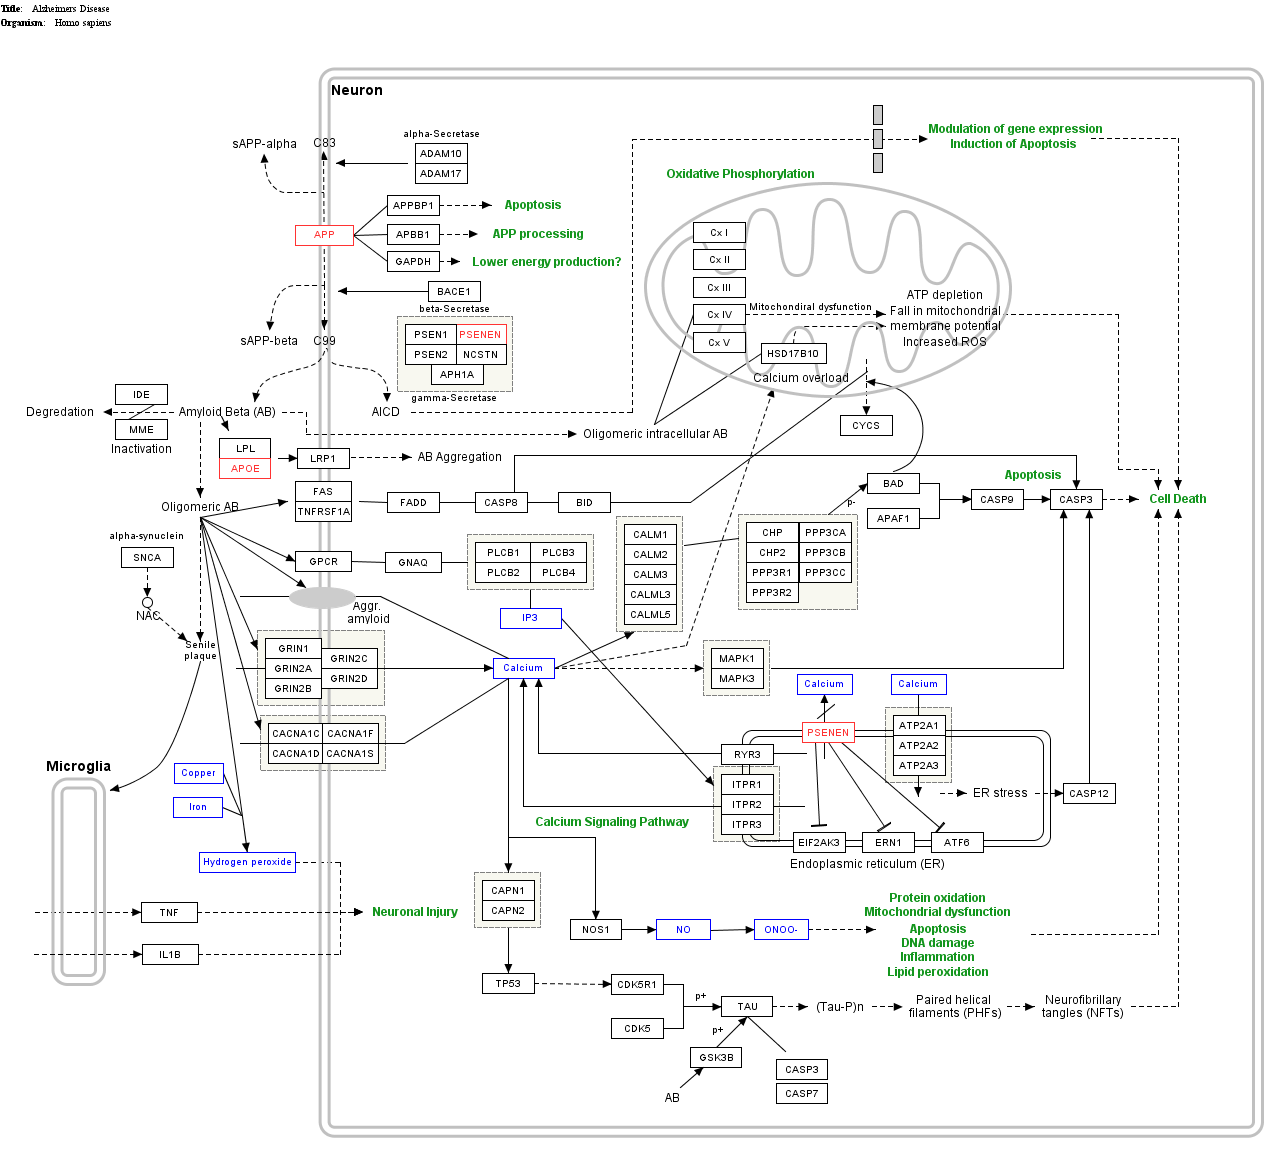 Title: Alzheimers Disease
Organism: Homo sapiens
Neuron
sAPP-alpha
C83
alpha-Secretase
ADAM10
ADAM17
Modulation of gene expression
Induction of Apoptosis
Oxidative Phosphorylation
APPBP1
Apoptosis
APP
APBB1
APP processing
GAPDH
Lower energy production?
Cx I
Cx II
Cx III
Cx IV
Cx V
Mitochondiral dysfunction
ATP depletion
Fall in mitochondrial
membrane potential
Increased ROS
HSD17B10
Calcium overload
BACE1
beta-Secretase
sAPP-beta
C99
PSEN1
PSENEN
PSEN2
NCSTN
APH1A
gamma-Secretase
IDE
Degredation
Amyloid Beta (AB)
AICD
MME
Inactivation
Oligomeric intracellular AB
CYCS
LPL
APOE
LRP1
AB Aggregation
Apoptosis
FAS
TNFRSF1A
FADD
CASP8
BID
BAD
p-
APAF1
CASP9
CASP3
Cell Death
Oligomeric AB
alpha-synuclein
SNCA
NAC
Senile
plaque
GPCR
GNAQ
PLCB1
PLCB3
PLCB2
PLCB4
CALM1
CALM2
CALM3
CALML3
CALML5
CHP
PPP3CA
CHP2
PPP3CB
PPP3R1
PPP3CC
PPP3R2
Aggr.
amyloid
IP3
GRIN1
GRIN2C
GRIN2A
GRIN2D
GRIN2B
Calcium
MAPK1
MAPK3
Calcium
Calcium
CACNA1C
CACNA1F
CACNA1D
CACNA1S
PSENEN
ATP2A1
ATP2A2
ATP2A3
RYR3
ITPR1
ITPR2
ITPR3
ER stress
CASP12
Microglia
Copper
Iron
Hydrogen peroxide
Calcium Signaling Pathway
EIF2AK3
ERN1
ATF6
Endoplasmic reticulum (ER)
CAPN1
CAPN2
TNF
Neuronal Injury
IL1B
NOS1
NO
ONOO-
Protein oxidation
Mitochondrial dysfunction
Apoptosis
DNA damage
Inflammation
Lipid peroxidation
TP53
CDK5R1
CDK5
p+
TAU
(Tau-P)n
Paired helical
filaments (PHFs)
Neurofibrillary
tangles (NFTs)
p+
GSK3B
AB
CASP3
CASP7